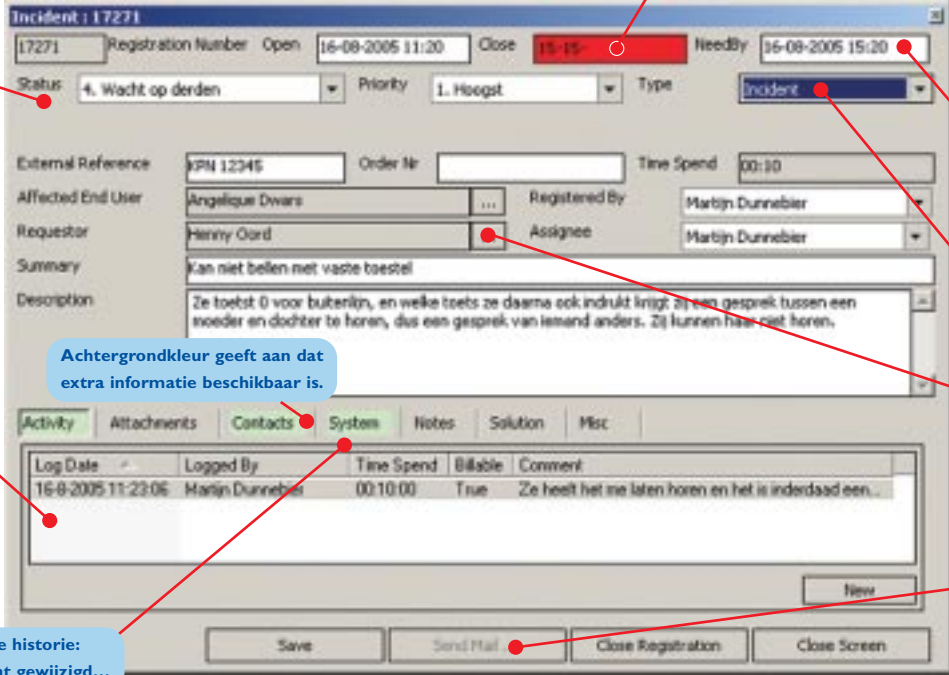 Incident : 17271
17271 Registration Number Open 16-08-2005 11:20 Close 15-15- NeedBy 16-08-2005 15:20
Status 4. Wacht op derden Priority 1. Hoogst Type Incident
External Reference KPN 12345 Order Nr Time Spend 00:10
Affected End User Angelique Dwars ... Registered By Martijn Dunnebier
Requestor Henny Oord Assignee Martijn Dunnebier
Summary Kan niet bellen met vaste toestel
Description Ze toetst 0 voor buitenlijn, en welke toets ze daarna ook indrukt krijgt zij een gesprek tussen een
moeder en dochter te horen, dus een gesprek van iemand anders. Zij kunnen haar niet horen.
Achtergrondkleur geeft aan dat
extra informatie beschikbaar is.
Activity Attachments Contacts System Notes Solution Misc
Log Date Logged By Time Spend Billable Comment
16-8-2005 11:23:06 Martijn Dunnebier 00:10:00 True Ze heeft het me laten horen en het is inderdaad een...
New
Save Send Mail Close Registration Close Screen
e historie:
nt gewijzigd...